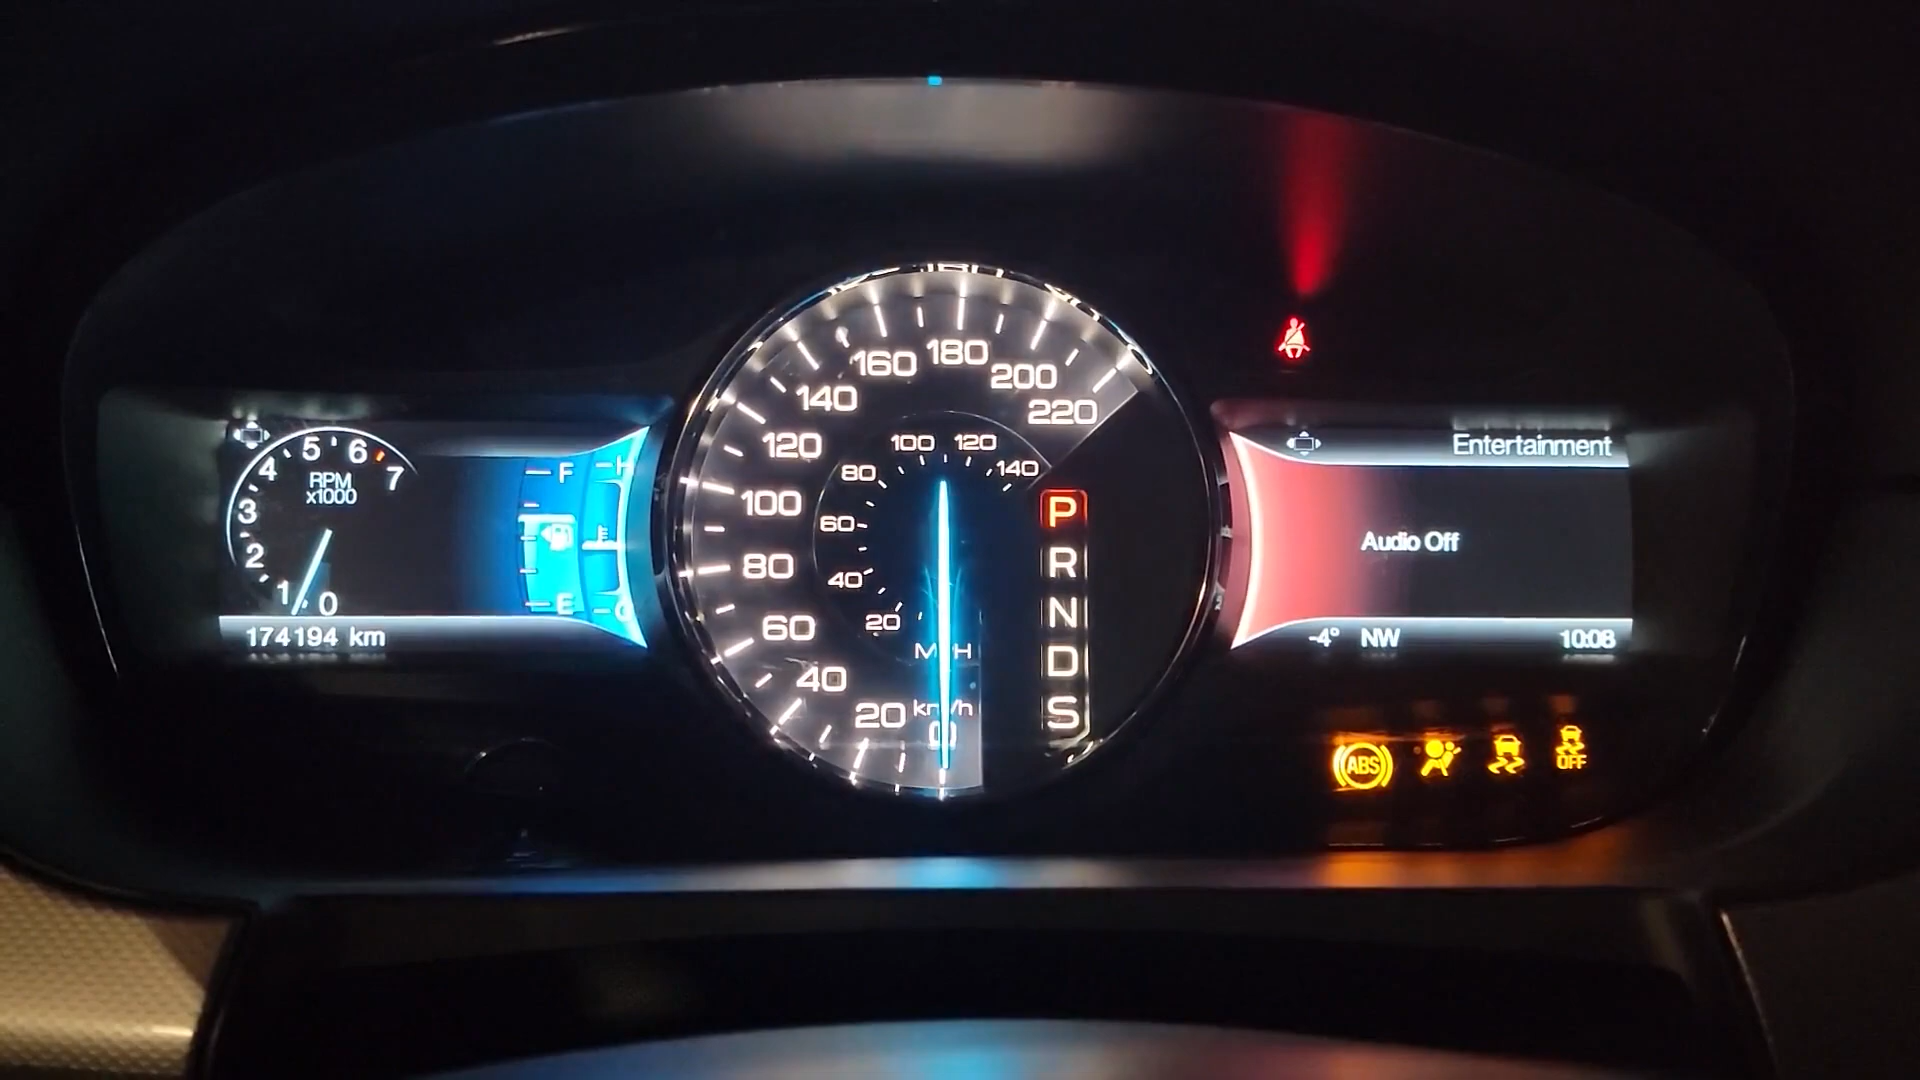 5 6
4 7
RPM
x1000
3
2
1 0
F
H
E
C
174194 km
180
160
200
140
220
120
100
80
60
40
20
100 120
80 140
60
40
20
MPH
km/h
0
P
R
N
D
S
Entertainment
Audio Off
-4° NW 10:08
ABS
OFF